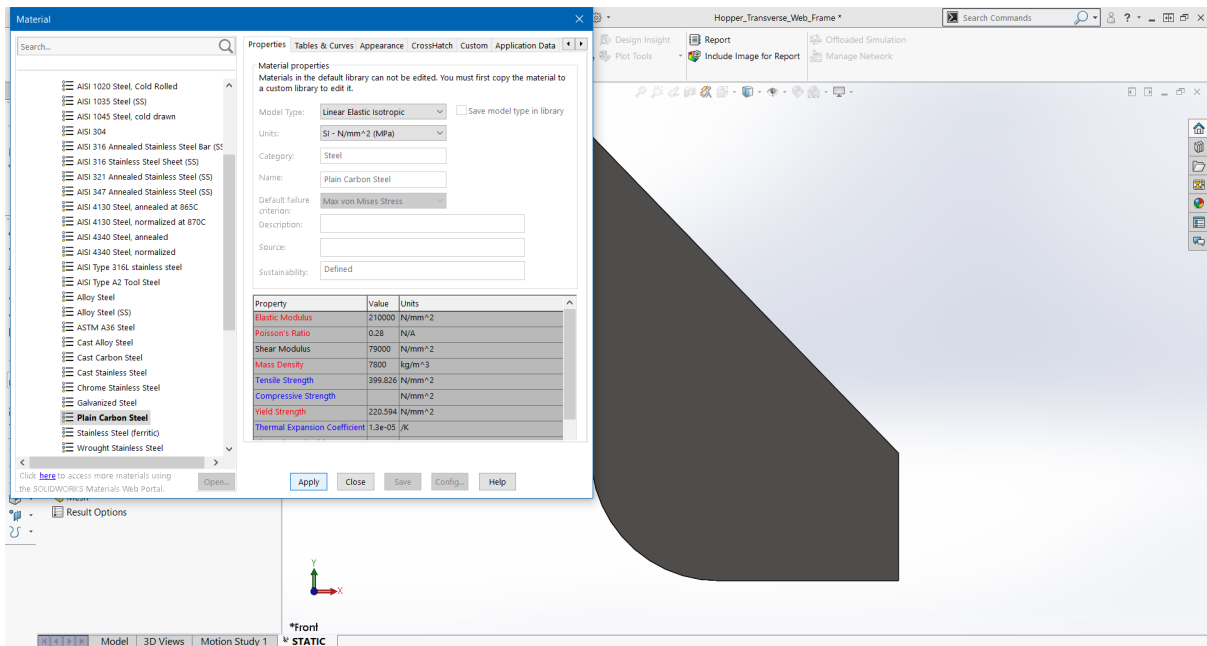 Material
Hopper_Transverse_Web_Frame *
Search Commands
Search...
Properties Tables & Curves Appearance CrossHatch Custom Application Data
Design Insight
Report
Offloaded Simulation
Plot Tools
Include Image for Report
Manage Network
Material properties
Materials in the default library can not be edited. You must first copy the material to
a custom library to edit it.
Model Type: Linear Elastic Isotropic
Save model type in library
Units: SI - N/mm^2 (MPa)
Category: Steel
Name: Plain Carbon Steel
Default failure
criterion:
Max von Mises Stress
Description:
Source:
Sustainability: Defined
AISI 1020 Steel, Cold Rolled
AISI 1035 Steel (SS)
AISI 1045 Steel, cold drawn
AISI 304
AISI 316 Annealed Stainless Steel Bar (SS
AISI 316 Stainless Steel Sheet (SS)
AISI 321 Annealed Stainless Steel (SS)
AISI 347 Annealed Stainless Steel (SS)
AISI 4130 Steel, annealed at 865C
AISI 4130 Steel, normalized at 870C
AISI 4340 Steel, annealed
AISI 4340 Steel, normalized
AISI Type 316L stainless steel
AISI Type A2 Tool Steel
Alloy Steel
Alloy Steel (SS)
ASTM A36 Steel
Cast Alloy Steel
Cast Carbon Steel
Cast Stainless Steel
Chrome Stainless Steel
Galvanized Steel
Plain Carbon Steel
Stainless Steel (ferritic)
Wrought Stainless Steel
Property Value Units
Elastic Modulus 210000 N/mm^2
Poisson's Ratio 0.28 N/A
Shear Modulus 79000 N/mm^2
Mass Density 7800 kg/m^3
Tensile Strength 399.826 N/mm^2
Compressive Strength N/mm^2
Yield Strength 220.594 N/mm^2
Thermal Expansion Coefficient 1.3e-05 /K
Click here to access more materials using
the SOLIDWORKS Materials Web Portal.
Open...
Apply Close Save Config... Help
Mesh
Result Options
Y
X
*Front
Model 3D Views Motion Study 1 STATIC